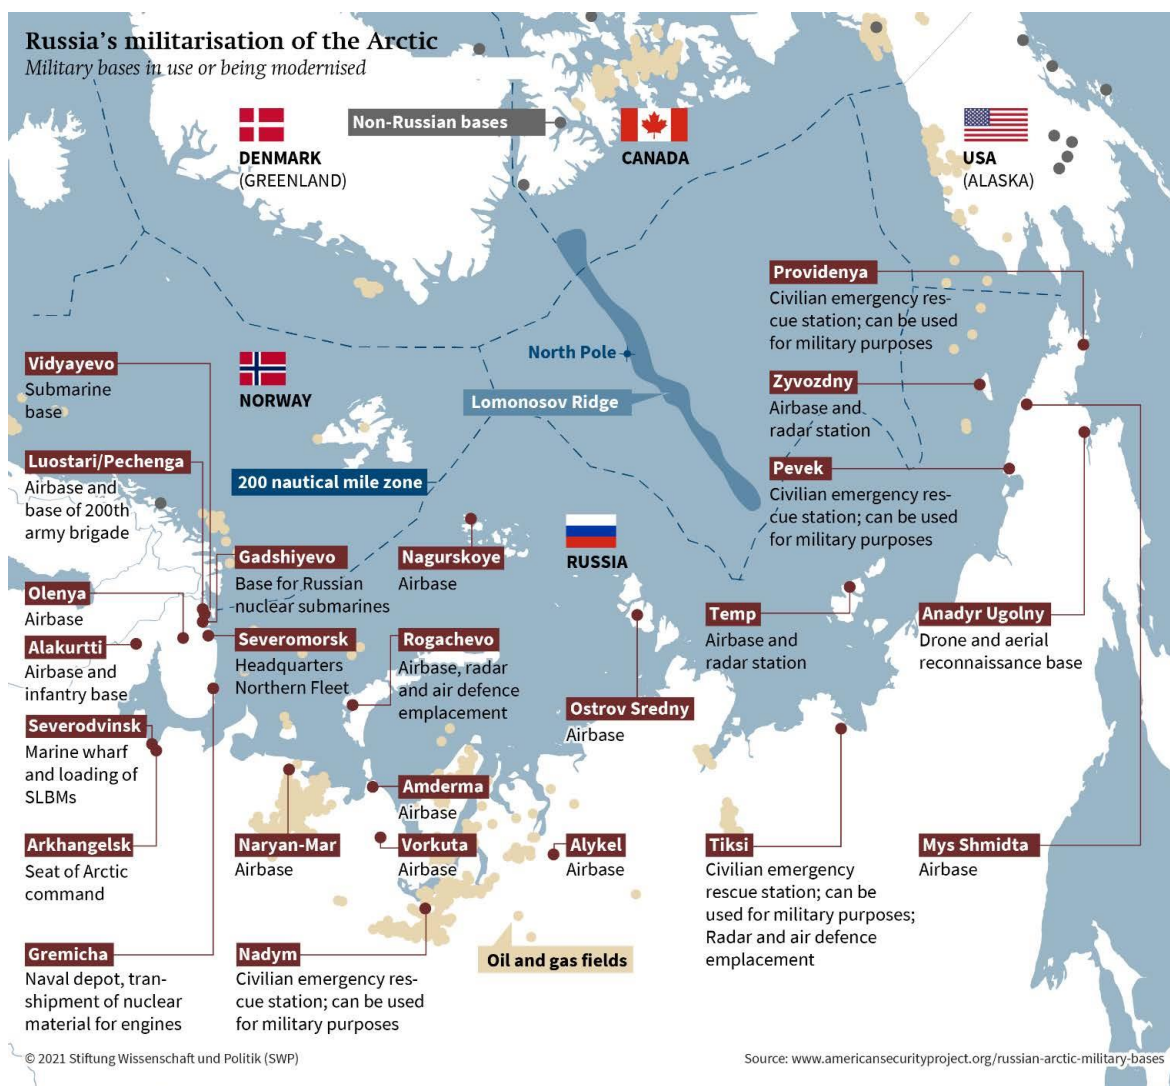 Russia’s militarisation of the Arctic
Military bases in use or being modernised
DENMARK
(GREENLAND)
Non-Russian bases
CANADA
USA
(ALASKA)
Providenya
Civilian emergency res-
cue station; can be used
for military purposes
North Pole
Lomonosov Ridge
Zyvozdny
Airbase and
radar station
Pevek
Civilian emergency res-
cue station; can be used
for military purposes
Vidyayevo
Submarine
base
NORWAY
Luostari/Pechenga
Airbase and
base of 200th
army brigade
200 nautical mile zone
RUSSIA
Gadshiyevo
Base for Russian
nuclear submarines
Nagurskoye
Airbase
Olenya
Airbase
Alakurtti
Airbase and
infantry base
Severomorsk
Headquarters
Northern Fleet
Rogachevo
Airbase, radar
and air defence
emplacement
Temp
Airbase and
radar station
Anadyr Ugolny
Drone and aerial
reconnaissance base
Ostrov Sredny
Airbase
Severodvinsk
Marine wharf
and loading of
SLBMs
Amderma
Airbase
Arkhangelsk
Seat of Arctic
command
Naryan-Mar
Airbase
Vorkuta
Airbase
Alykel
Airbase
Tiksi
Civilian emergency
rescue station; can be
used for military purposes;
Radar and air defence
emplacement
Mys Shmidta
Airbase
Gremicha
Naval depot, tran-
shipment of nuclear
material for engines
Nadym
Civilian emergency res-
cue station; can be used
for military purposes
Oil and gas fields
© 2021 Stiftung Wissenschaft und Politik (SWP)
Source: www.americansecurityproject.org/russian-arctic-military-bases